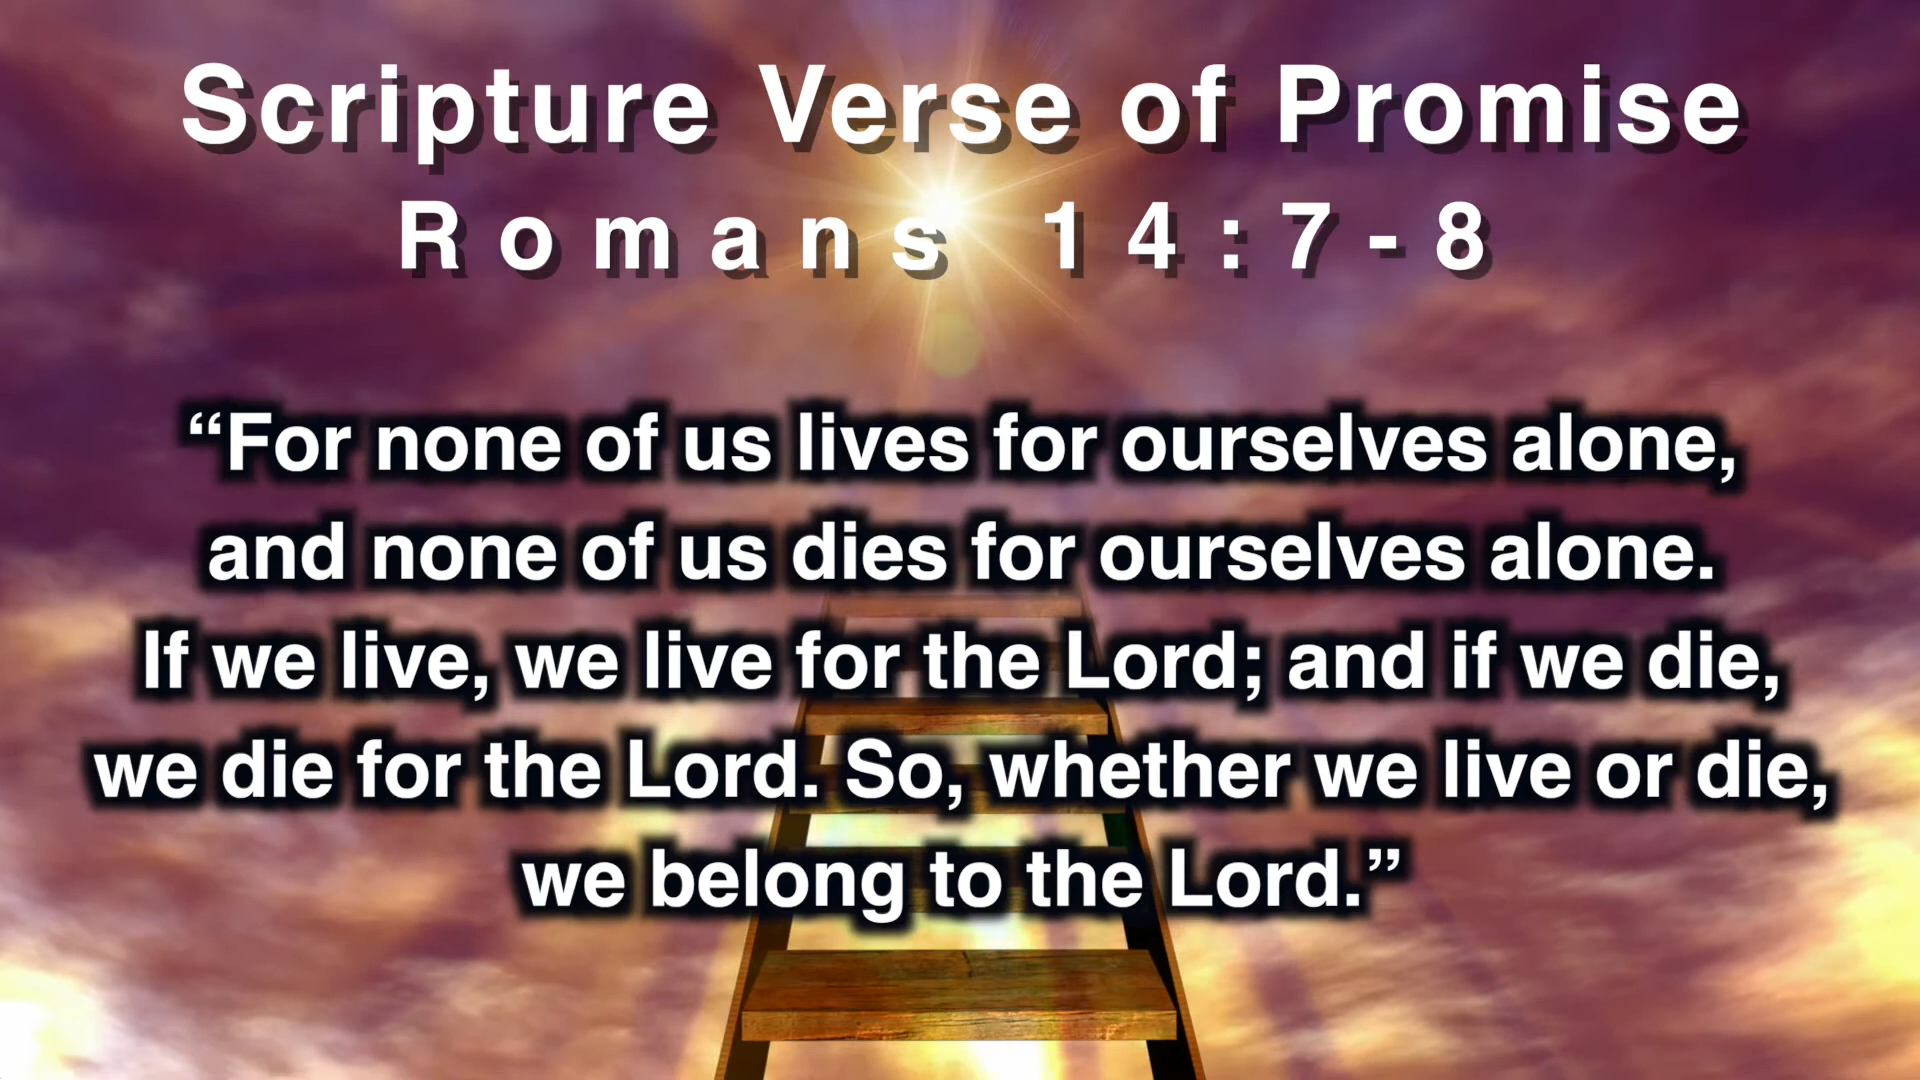 Scripture Verse of Promise
Romans 14:7-8
“For none of us lives for ourselves alone,
and none of us dies for ourselves alone.
If we live, we live for the Lord; and if we die,
we die for the Lord. So, whether we live or die,
we belong to the Lord.”